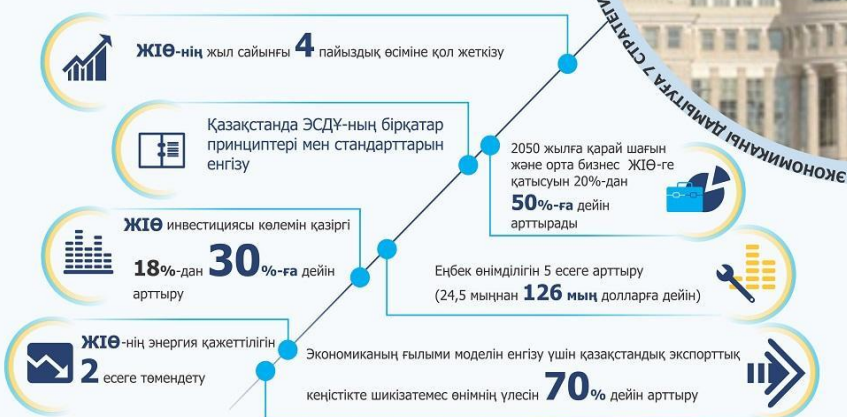 ЭКОНОМИКАНЫ ДАМЫТУҒА 7 СТРАТЕГИ
ЖІӨ-нің жыл сайынғы 4 пайыздық өсіміне қол жеткізу
Қазақстанда ЭСДҰ-ның бірқатар
принциптері мен стандарттарын
енгізу
2050 жылға қарай шағын
және орта бизнес ЖІӨ-ге
қатысуын 20%-дан
50%-ға дейін
арттырады
ЖІӨ инвестициясы көлемін қазіргі
18%-дан 30%-ға дейін
арттыру
Еңбек өнімділігін 5 есеге арттыру
(24,5 мыңнан 126 мың долларға дейін)
ЖІӨ-нің энергия қажеттілігін
2 есеге төмендету
Экономиканың ғылыми моделін енгізу үшін қазақстандық экспорттық
кеңістікте шикізатемес өнімнің үлесін 70% дейін арттыру